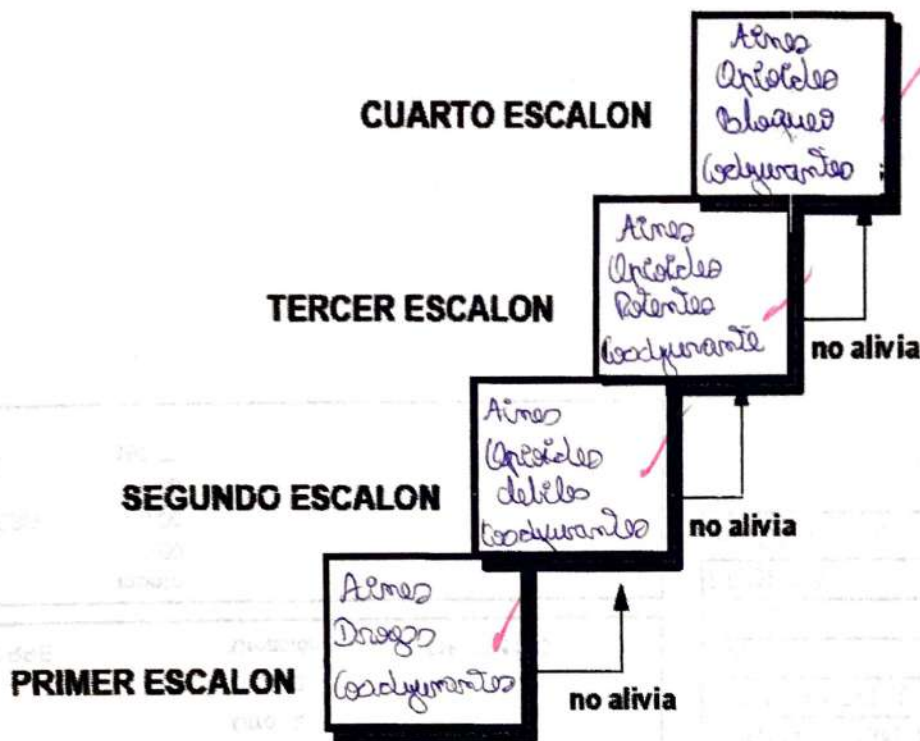 CUARTO ESCALON
Aines
Opioides
Bloqueo
Coadyuvantes
TERCER ESCALON
Aines
Opioides
Potentes
Coadyuvante
no alivia
SEGUNDO ESCALON
Aines
Opioides
debiles
Coadyuvantes
no alivia
PRIMER ESCALON
Aines
Drogas
Coadyuvantes
no alivia